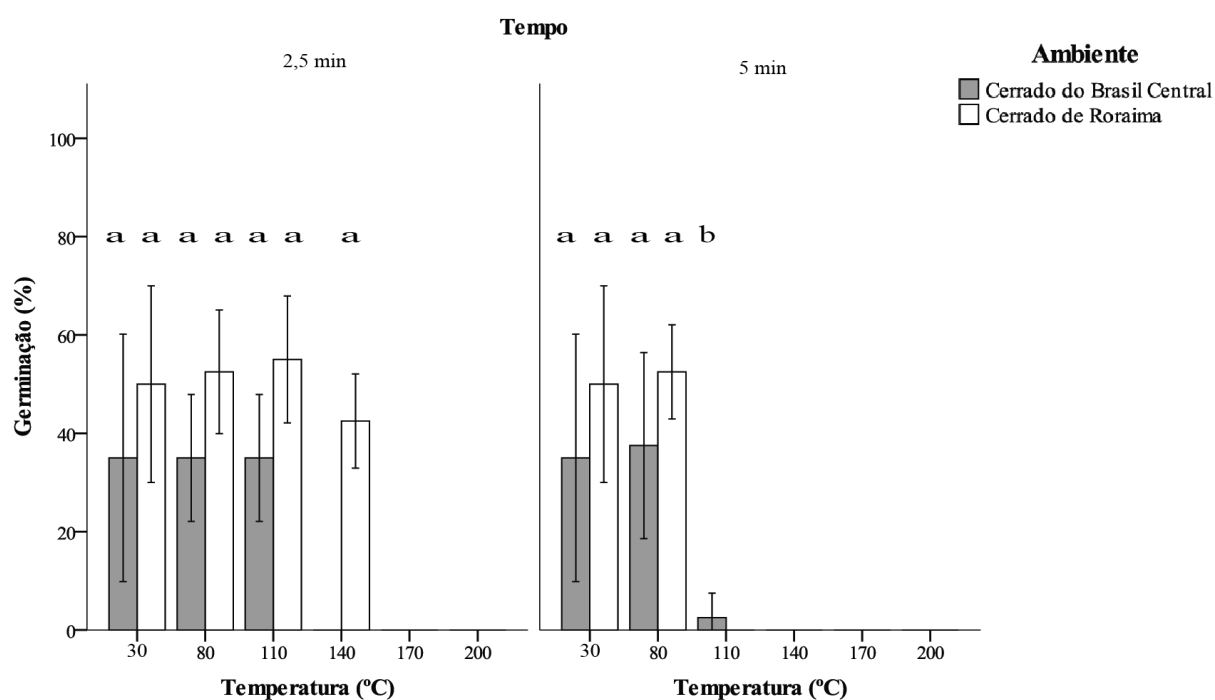 Tempo
2,5 min
5 min
Ambiente
Cerrado do Brasil Central
Cerrado de Roraima
Germinação (%)
100
80
60
40
20
0
a a a a a a a
a a a a b
30 80 110 140 170 200
30 80 110 140 170 200
Temperatura (ºC)
Temperatura (ºC)